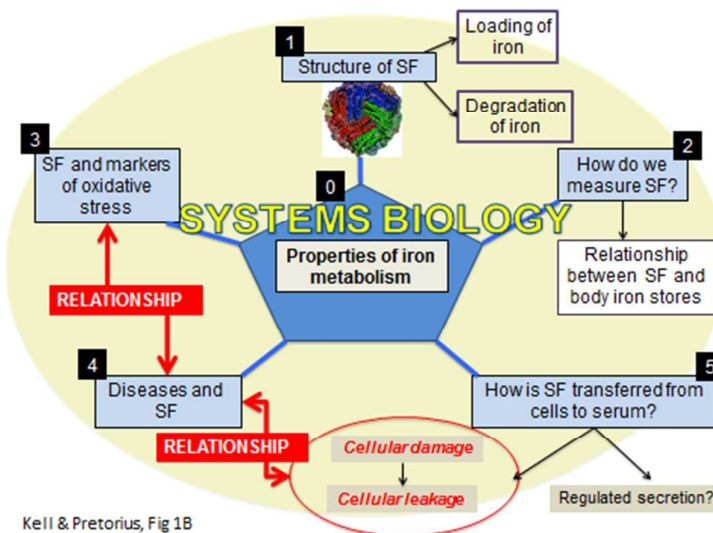 1
Structure of SF
Loading of
iron
Degradation
of iron
3
SF and markers
of oxidative
stress
2
How do we
measure SF?
0
SYSTEMS BIOLOGY
Properties of iron
metabolism
Relationship
between SF and
body iron stores
RELATIONSHIP
4
Diseases and
SF
5
How is SF transferred from
cells to serum?
RELATIONSHIP
Cellular damage
Cellular leakage
Regulated secretion?
Kell & Pretorius, Fig 1B